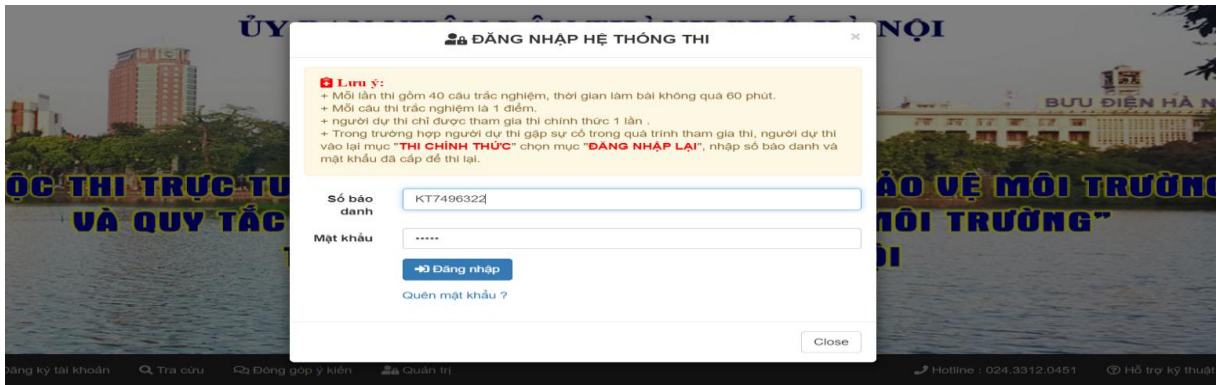 ỦY
NỘI
ĐĂNG NHẬP HỆ THỐNG THI
×
Lưu ý:
+ Mỗi lần thi gồm 40 câu trắc nghiệm, thời gian làm bài không quá 60 phút.
+ Mỗi câu thi trắc nghiệm là 1 điểm.
+ người dự thi chỉ được tham gia thi chính thức 1 lần .
+ Trong trường hợp người dự thi gặp sự cố trong quá trình tham gia thi, người dự thi
vào lại mục "THI CHÍNH THỨC" chọn mục "ĐĂNG NHẬP LẠI", nhập số báo danh và
mật khẩu đã cấp để thi lại.
BƯU ĐIỆN HÀ N
ỘC THI TRỰC TU
ẢO VỆ MÔI TRƯỜNG
Số báo
danh
KT7496322
VÀ QUY TẮC
MÔI TRƯỜNG"
Mật khẩu
•••••
ỘI
Đăng nhập
Quên mật khẩu ?
Close
Đăng ký tài khoản Tra cứu Đóng góp ý kiến Quản trị Hotline : 024.3312.0451 Hỗ trợ kỹ thuật